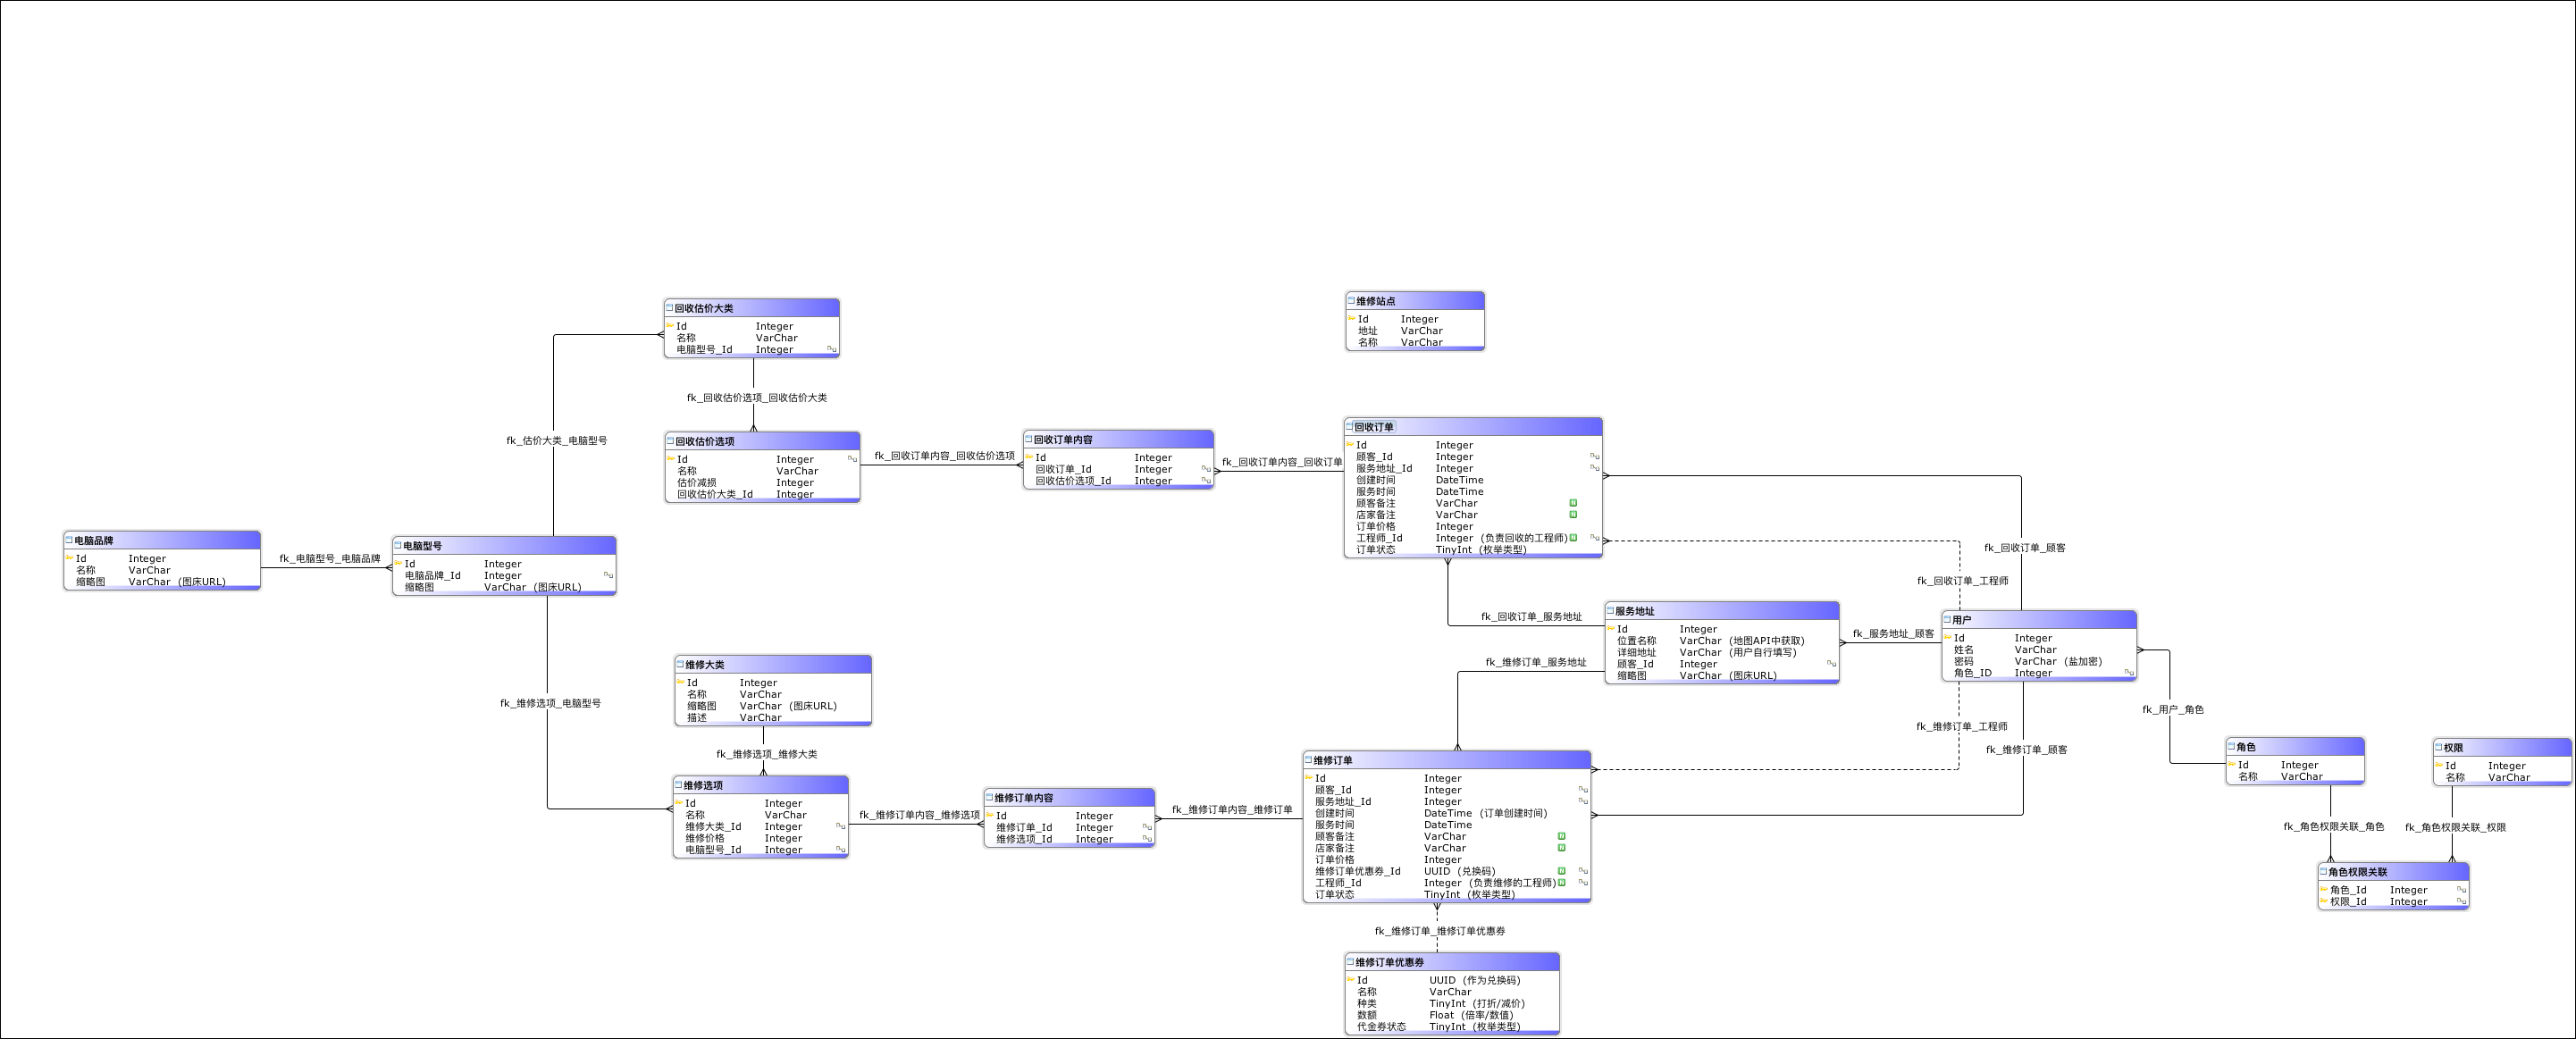 回收估价大类
Id Integer
名称 VarChar
电脑型号_Id Integer
维修站点
Id Integer
地址 VarChar
名称 VarChar
fk_回收估价选项_回收估价大类
fk_估价大类_电脑型号
回收估价选项
Id Integer
名称 VarChar
估价减损 Integer
回收估价大类_Id Integer
fk_回收订单内容_回收估价选项
回收订单内容
Id Integer
回收订单_Id Integer
回收估价选项_Id Integer
fk_回收订单内容_回收订单
回收订单
Id Integer
顾客_Id Integer
服务地址_Id Integer
创建时间 DateTime
服务时间 DateTime
顾客备注 VarChar N
店家备注 VarChar N
订单价格 Integer
工程师_Id Integer (负责回收的工程师) N
订单状态 TinyInt (枚举类型)
电脑品牌
Id Integer
名称 VarChar
缩略图 VarChar (图床URL)
fk_电脑型号_电脑品牌
电脑型号
Id Integer
电脑品牌_Id Integer
缩略图 VarChar (图床URL)
fk_回收订单_顾客
fk_回收订单_工程师
fk_回收订单_服务地址
服务地址
Id Integer
位置名称 VarChar (地图API中获取)
详细地址 VarChar (用户自行填写)
顾客_Id Integer
缩略图 VarChar (图床URL)
fk_服务地址_顾客
用户
Id Integer
姓名 VarChar
密码 VarChar (盐加密)
角色_ID Integer
fk_维修订单_服务地址
维修大类
Id Integer
名称 VarChar
缩略图 VarChar (图床URL)
描述 VarChar
fk_维修选项_电脑型号
fk_维修选项_维修大类
fk_用户_角色
fk_维修订单_工程师
fk_维修订单_顾客
维修选项
Id Integer
名称 VarChar
维修大类_Id Integer
维修价格 Integer
电脑型号_Id Integer
fk_维修订单内容_维修选项
维修订单内容
Id Integer
维修订单_Id Integer
维修选项_Id Integer
fk_维修订单内容_维修订单
维修订单
Id Integer
顾客_Id Integer
服务地址_Id Integer
创建时间 DateTime (订单创建时间)
服务时间 DateTime
顾客备注 VarChar N
店家备注 VarChar N
订单价格 Integer
维修订单优惠券_Id UUID (兑换码) N
工程师_Id Integer (负责维修的工程师) N
订单状态 TinyInt (枚举类型)
角色
Id Integer
名称 VarChar
权限
Id Integer
名称 VarChar
fk_角色权限关联_角色
fk_角色权限关联_权限
角色权限关联
角色_Id Integer
权限_Id Integer
fk_维修订单_维修订单优惠券
维修订单优惠券
Id UUID (作为兑换码)
名称 VarChar
种类 TinyInt (打折/减价)
数额 Float (倍率/数值)
代金券状态 TinyInt (枚举类型)